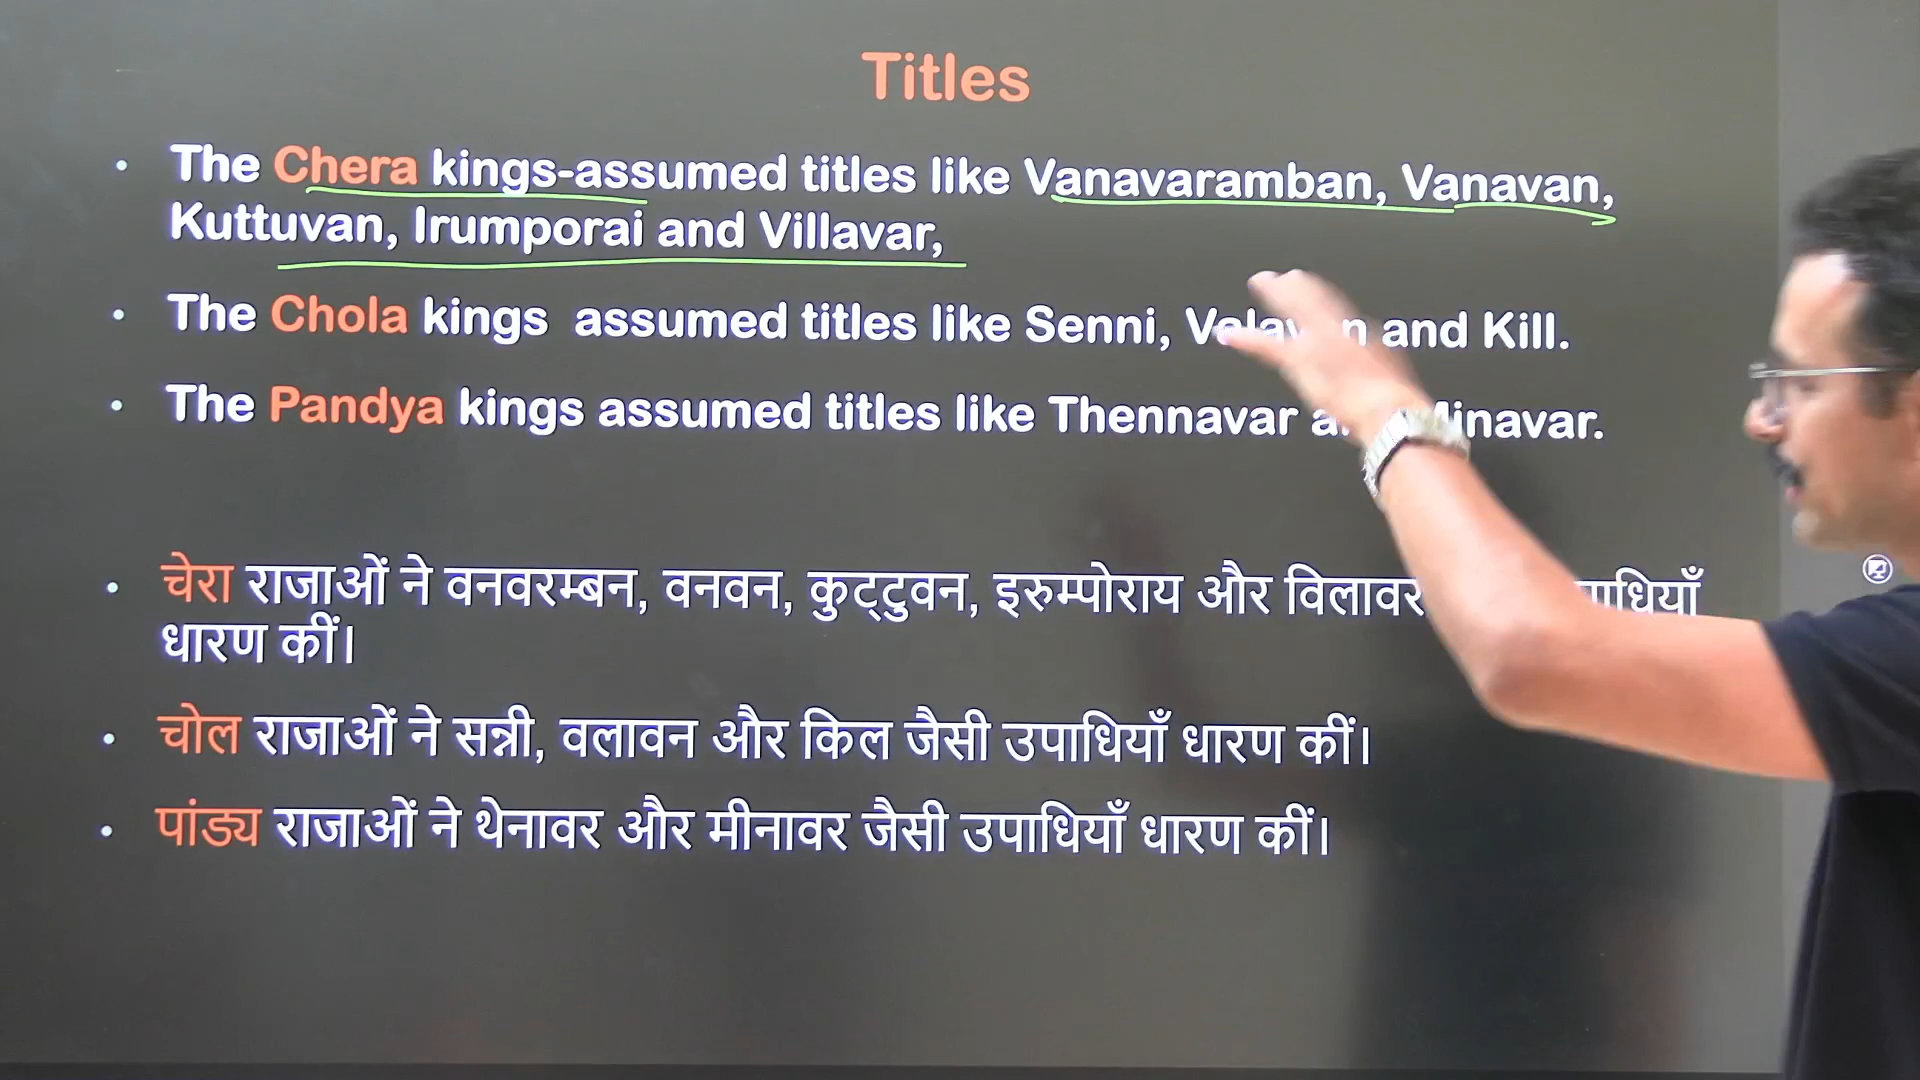 Titles
The Chera kings-assumed titles like Vanavaramban, Vanavan,
Kuttuvan, Irumporai and Villavar,
The Chola kings assumed titles like Senni, and Kill.
The Pandya kings assumed titles like Thennavar
चेरा राजाओं ने वनवरम्बन, वनवन, कुट्टुवन, इरुम्पोराय और विलावर
धारण कीं।
चोल राजाओं ने सन्नी, वलावन और किल जैसी उपाधियाँ धारण कीं।
पांड्य राजाओं ने थेनावर और मीनावर जैसी उपाधियाँ धारण कीं।